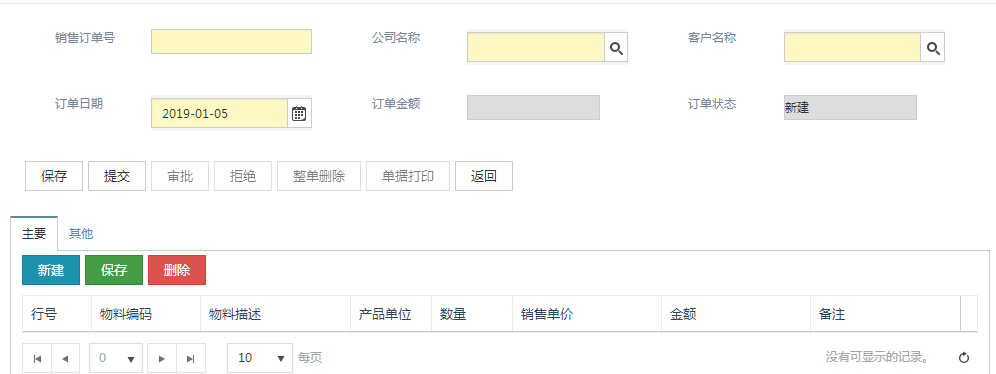 销售订单号 公司名称 客户名称
订单日期 2019-01-05 订单金额 订单状态 新建
保存 提交 审批 拒绝 整单删除 单据打印 返回
主要 其他
新建 保存 删除
行号 物料编码 物料描述 产品单位 数量 销售单价 金额 备注
0 10 每页 没有可显示的记录。